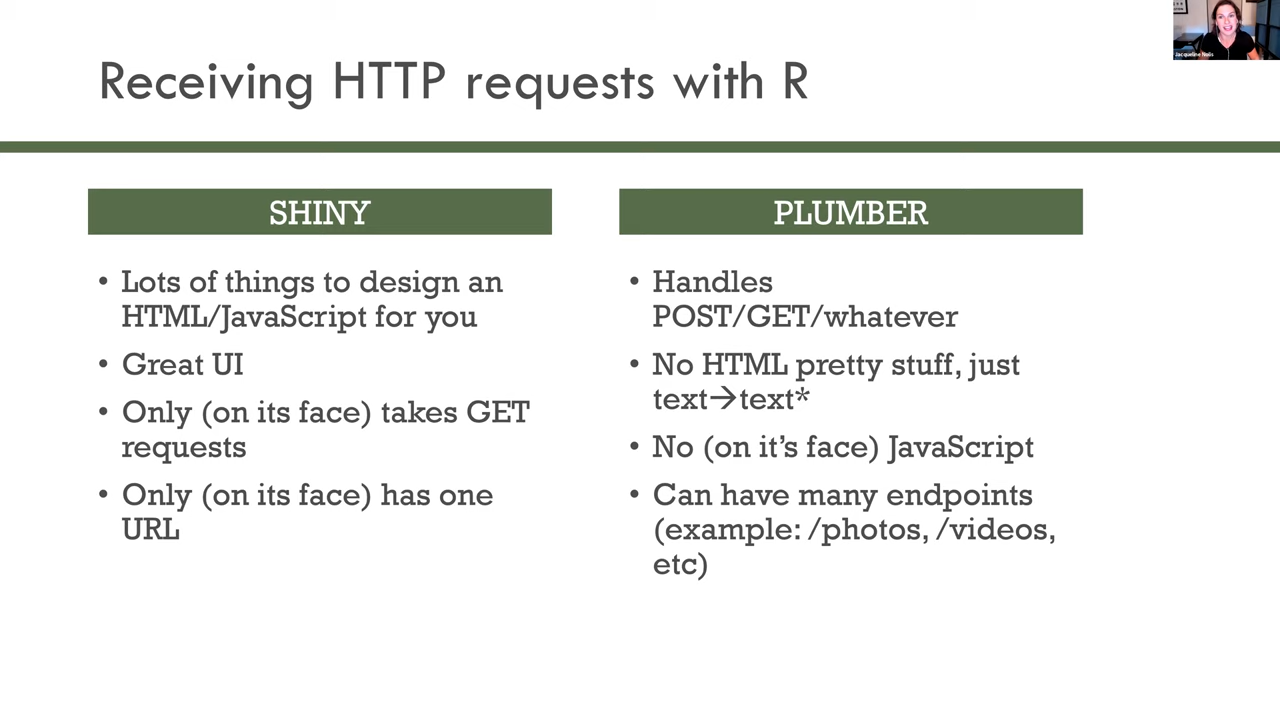 Receiving HTTP requests with R
SHINY
• Lots of things to design an
HTML/JavaScript for you
• Great UI
• Only (on its face) takes GET
requests
• Only (on its face) has one
URL
PLUMBER
• Handles
POST/GET/whatever
• No HTML pretty stuff, just
text→text*
• No (on it’s face) JavaScript
• Can have many endpoints
(example: /photos, /videos,
etc)
Jacqueline Nolis